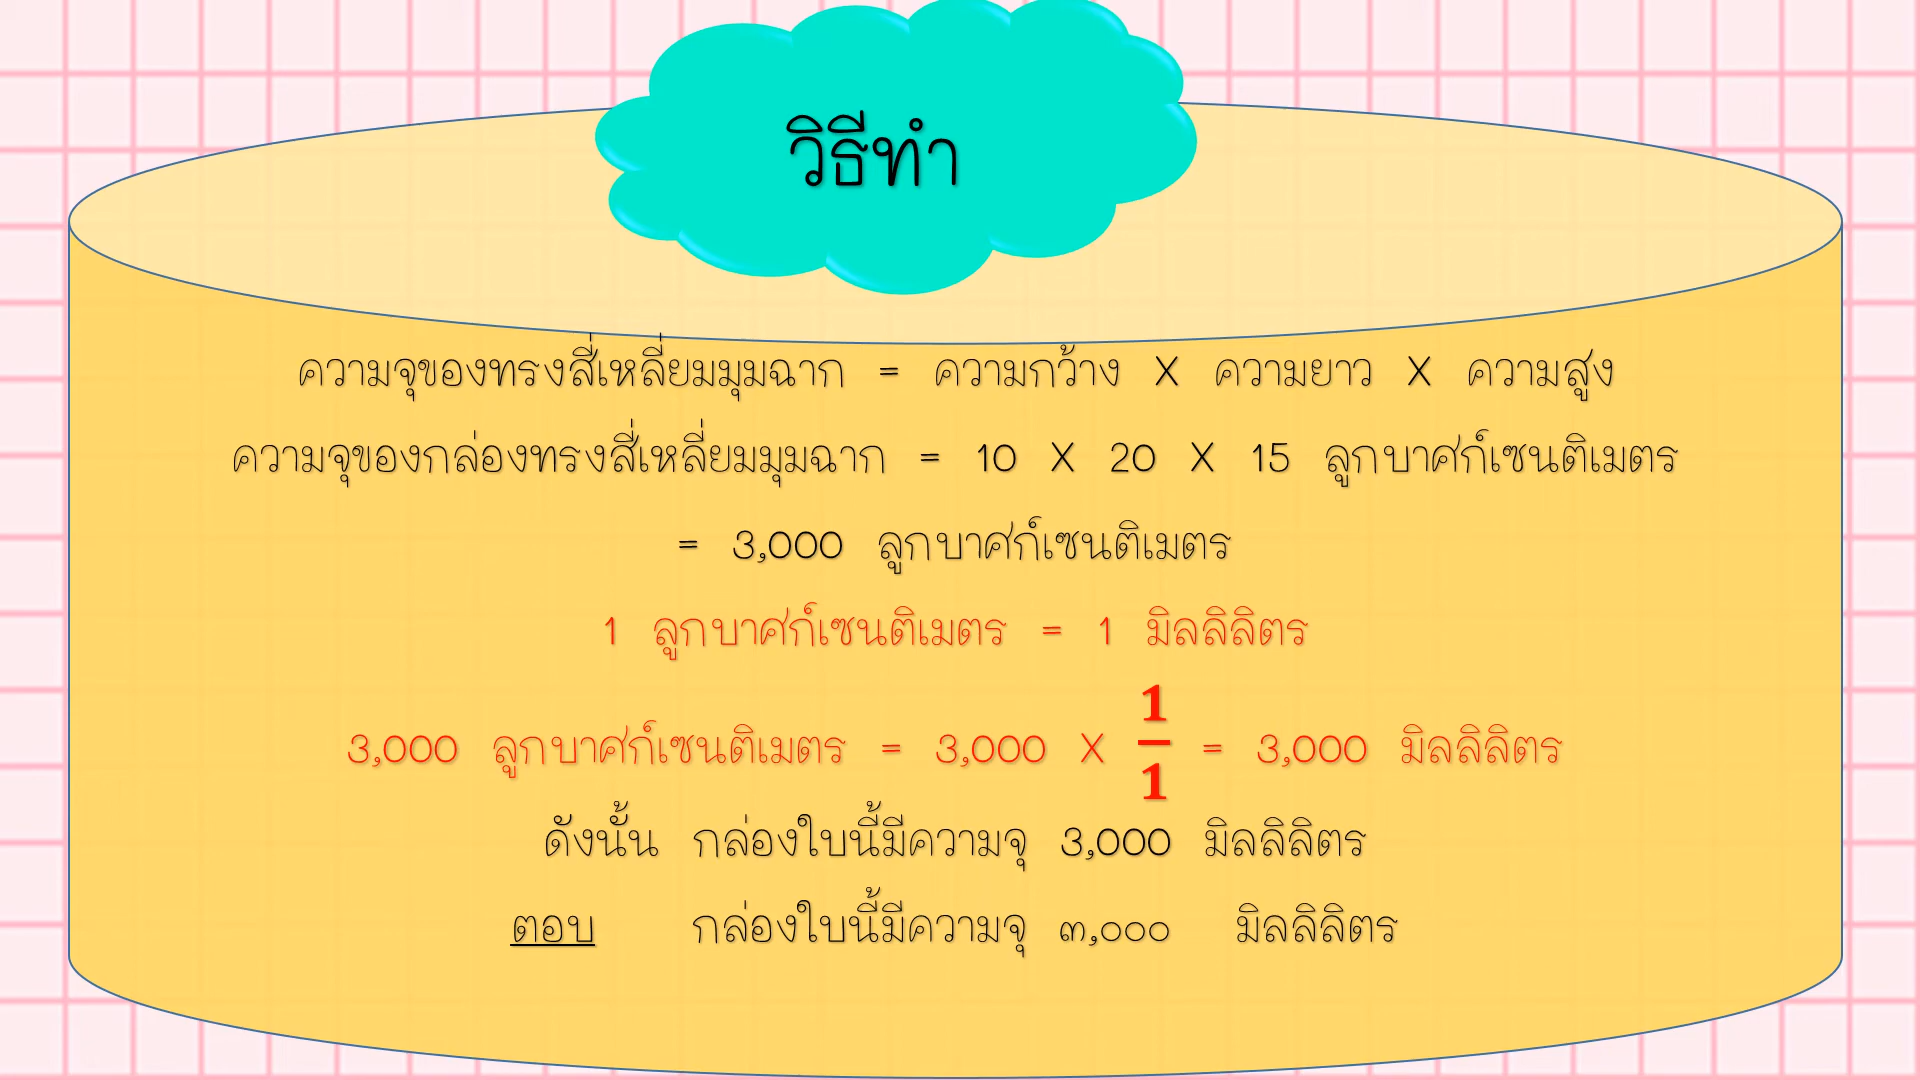 วิธีทำ
ความจุของทรงสี่เหลี่ยมมุมฉาก = ความกว้าง X ความยาว X ความสูง
ความจุของกล่องทรงสี่เหลี่ยมมุมฉาก = 10 X 20 X 15 ลูกบาศก์เซนติเมตร
= 3,000 ลูกบาศก์เซนติเมตร
1 ลูกบาศก์เซนติเมตร = 1 มิลลิลิตร
3,000 ลูกบาศก์เซนติเมตร = 3,000 X 1/1 = 3,000 มิลลิลิตร
ดังนั้น กล่องใบนี้มีความจุ 3,000 มิลลิลิตร
ตอบ กล่องใบนี้มีความจุ ๓,๐๐๐ มิลลิลิตร